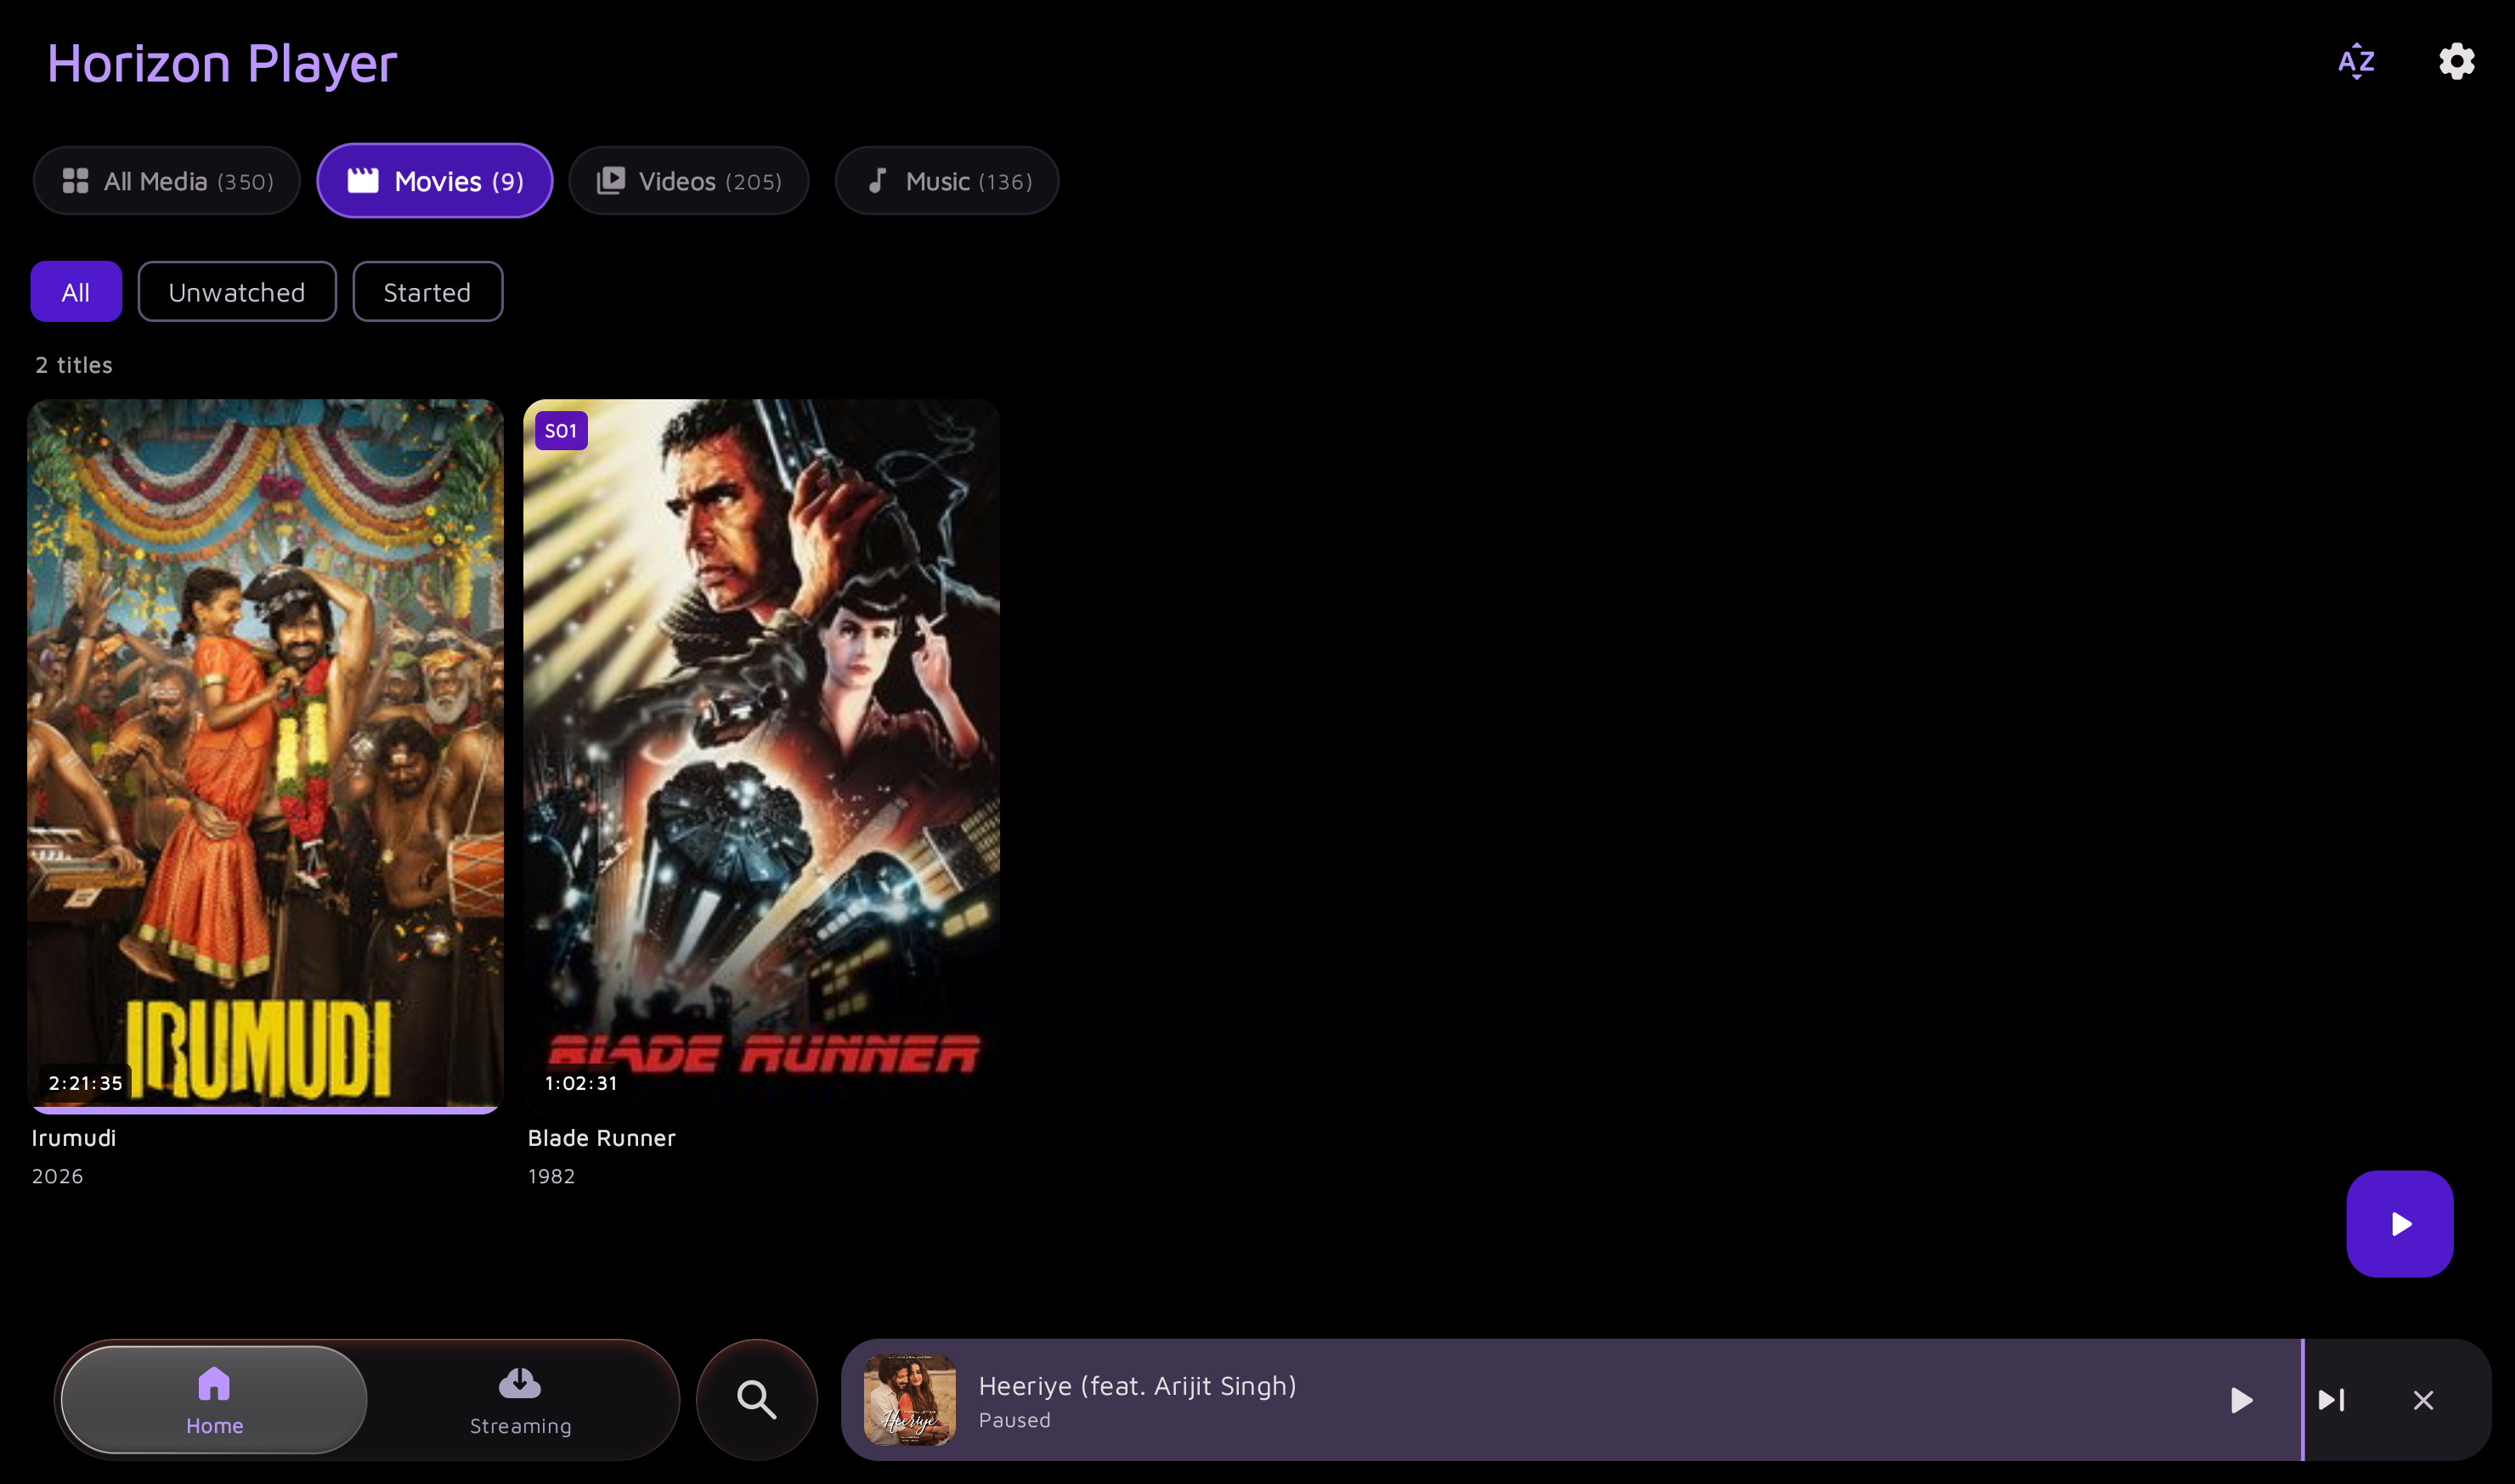 Horizon Player
AZ
All Media (350)
Movies (9)
Videos (205)
Music (136)
All
Unwatched
Started
2 titles
S01
IRUMUDI
2:21:35
BLADE RUNNER
1:02:31
Irumudi
2026
Blade Runner
1982
Home
Streaming
Heeriye
Heeriye (feat. Arijit Singh)
Paused